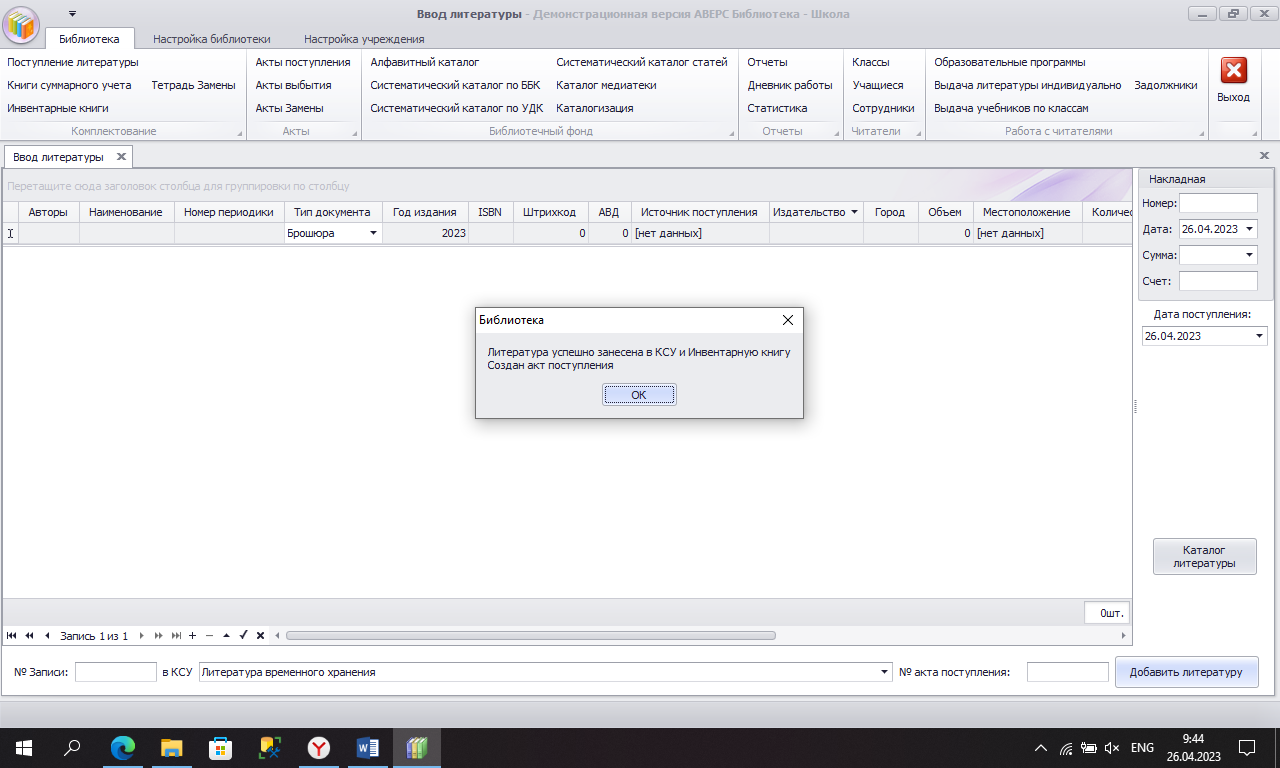 Ввод литературы - Демонстрационная версия АВЕРС Библиотека - Школа
Библиотека Настройка библиотеки Настройка учреждения
Поступление литературы
Книги суммарного учета Тетрадь Замены
Инвентарные книги
Комплектование
Акты поступления
Акты выбытия
Акты Замены
Акты
Алфавитный каталог Систематический каталог статей
Систематический каталог по ББК Каталог медиатеки
Систематический каталог по УДК Каталогизация
Библиотечный фонд
Отчеты
Дневник работы
Статистика
Отчеты
Классы
Учащиеся
Сотрудники
Читатели
Образовательные программы
Выдача литературы индивидуально Задолжники
Выдача учебников по классам
Работа с читателями
Выход
Ввод литературы
Перетащите сюда заголовок столбца для группировки по столбцу
Авторы Наименование Номер периодики Тип документа Год издания ISBN Штрихкод АВД Источник поступления Издательство Город Объем Местоположение Количес
Брошюра 2023 0 0 [нет данных] 0 [нет данных]
Накладная
Номер:
Дата: 26.04.2023
Сумма:
Счет:
Дата поступления:
26.04.2023
Библиотека
Литература успешно занесена в КСУ и Инвентарную книгу
Создан акт поступления
ОК
Каталог
литературы
0шт.
Запись 1 из 1
№ Записи: в КСУ Литература временного хранения № акта поступления: Добавить литературу
ENG
9:44
26.04.2023